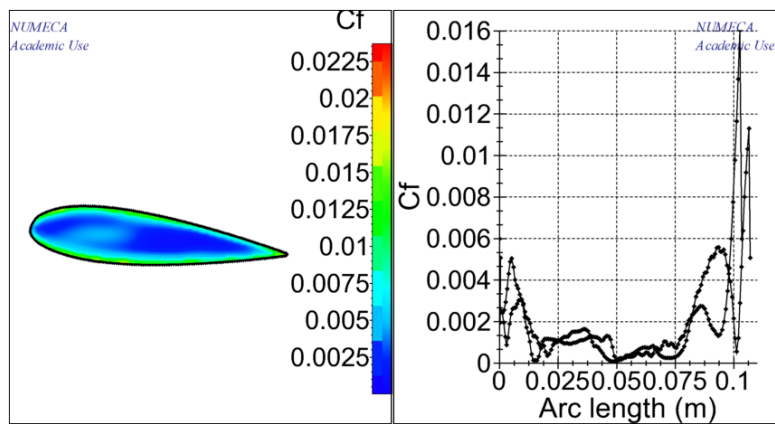 NUMECA
Academic Use
Cf
0.0225
0.02
0.0175
0.015
0.0125
0.01
0.0075
0.005
0.0025
NUMECA.
Academic Use
0.016
0.014
0.012
0.01
0.008
0.006
0.004
0.002
0
Cf
0 0.025 0.05 0.075 0.1
Arc length (m)